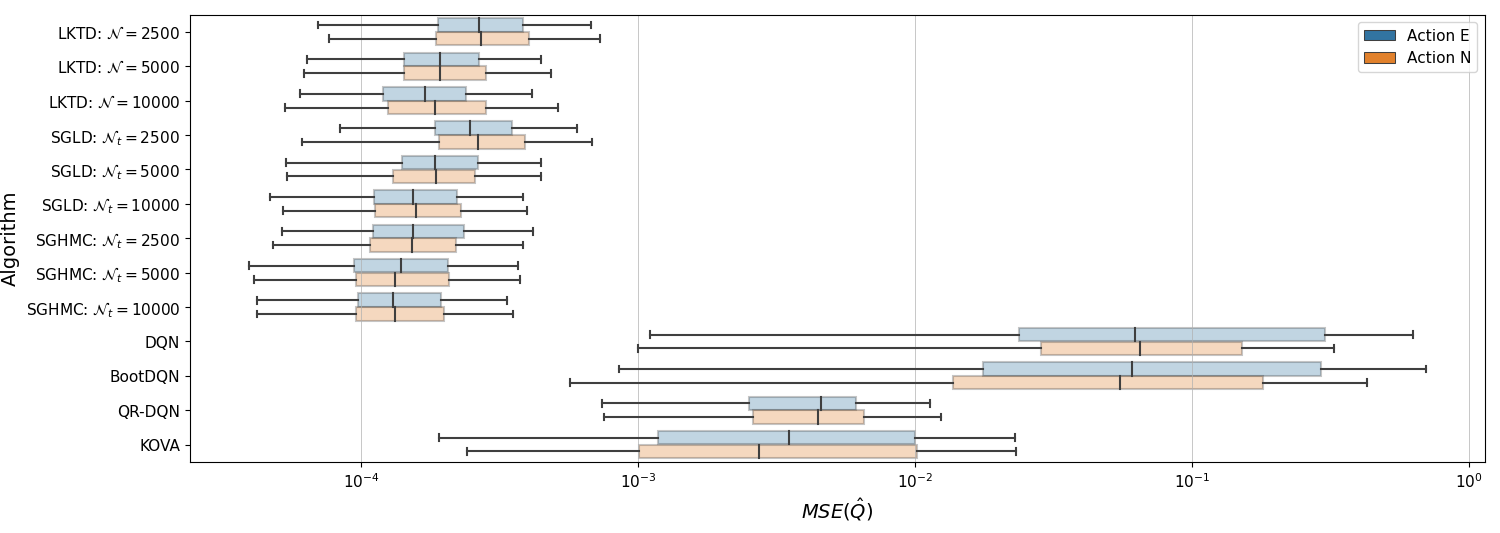 LKTD: 𝒩 = 2500
LKTD: 𝒩 = 5000
LKTD: 𝒩 = 10000
SGLD: 𝒩ₜ = 2500
SGLD: 𝒩ₜ = 5000
SGLD: 𝒩ₜ = 10000
SGHMC: 𝒩ₜ = 2500
SGHMC: 𝒩ₜ = 5000
SGHMC: 𝒩ₜ = 10000
DQN
BootDQN
QR-DQN
KOVA
Algorithm
Action E
Action N
10⁻⁴ 10⁻³ 10⁻² 10⁻¹ 10⁰
MSE(Q̂)